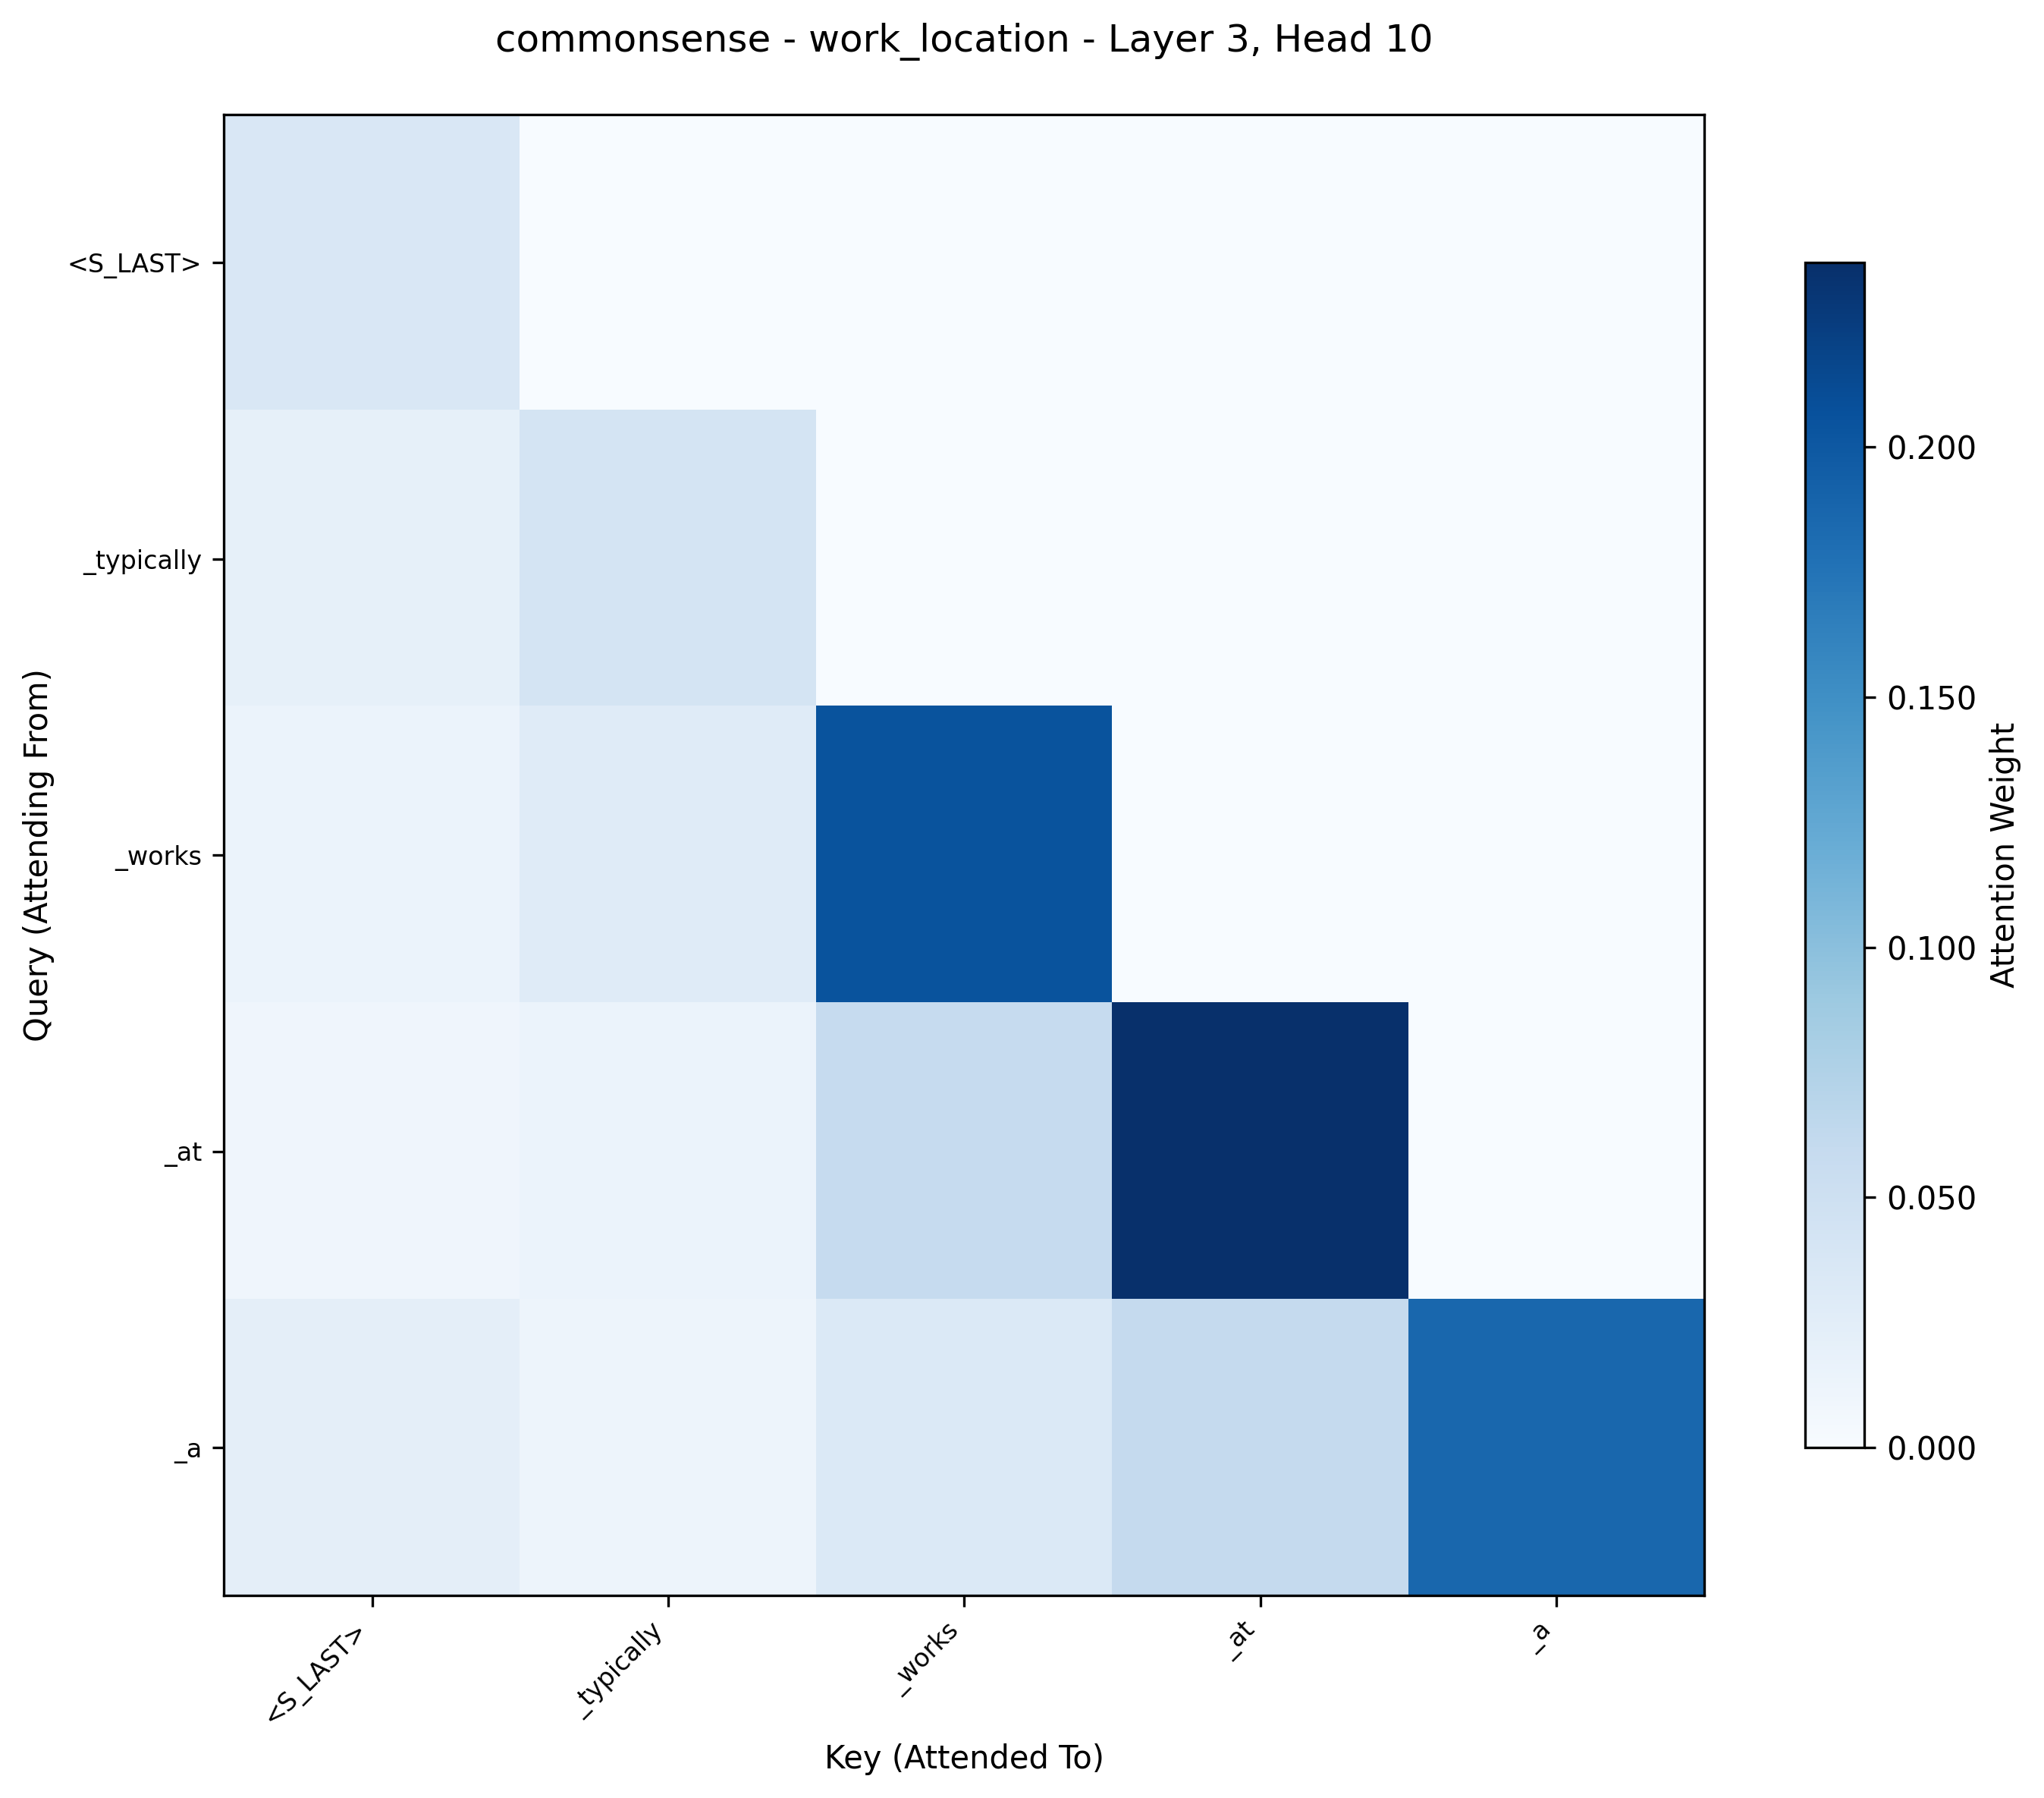 commonsense - work_location - Layer 3, Head 10
Query (Attending From)
<S_LAST>
_typically
_works
_at
_a
<S_LAST>
_typically
_works
_at
_a
Key (Attended To)
0.200
0.150
0.100
0.050
0.000
Attention Weight